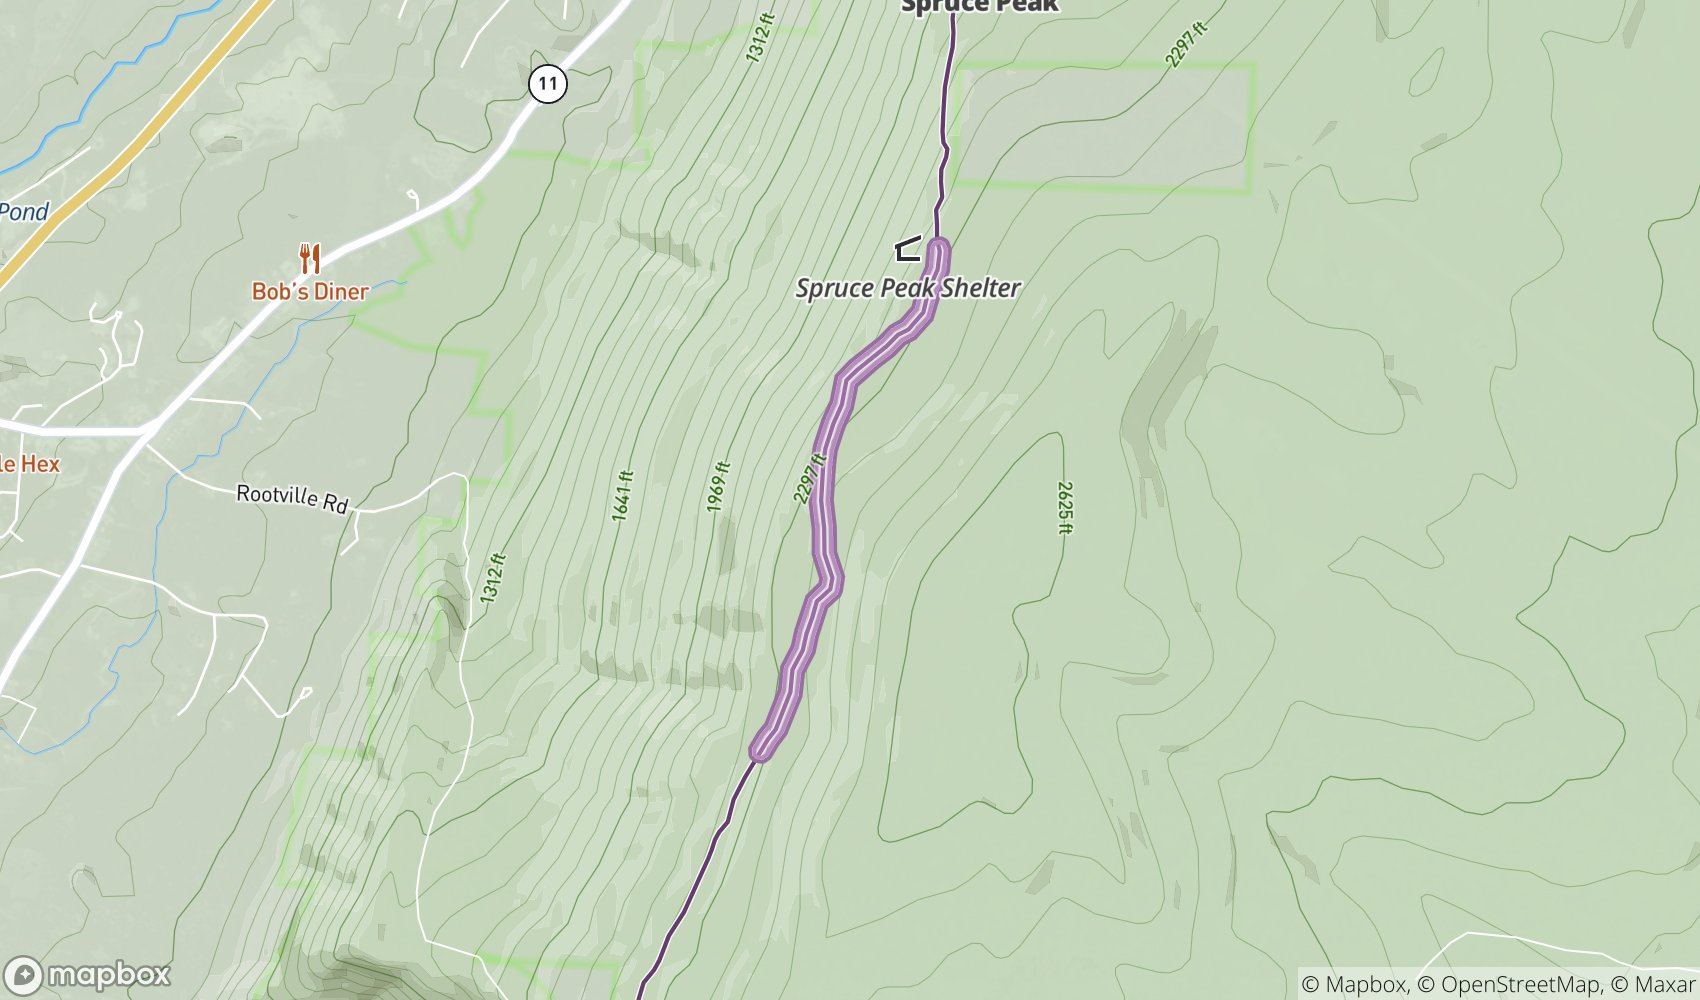 Spruce Peak
1312 ft
2297 ft
11
Pond
Bob's Diner
Spruce Peak Shelter
le Hex
Rootville Rd
1641 ft
1969 ft
2297 ft
2625 ft
1312 ft
mapbox
© Mapbox, © OpenStreetMap, © Maxar